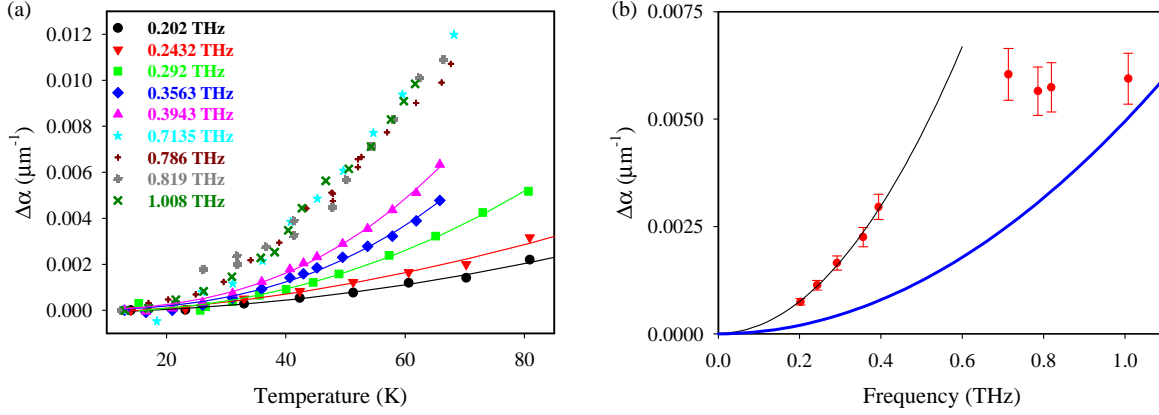 (a)
0.012
0.010
0.008
0.006
0.004
0.002
0.000
Δα (μm⁻¹)
0.202 THz
0.2432 THz
0.292 THz
0.3563 THz
0.3943 THz
0.7135 THz
0.786 THz
0.819 THz
1.008 THz
20 40 60 80
Temperature (K)
(b)
0.0075
0.0050
0.0025
0.0000
Δα (μm⁻¹)
0.0 0.2 0.4 0.6 0.8 1.0
Frequency (THz)